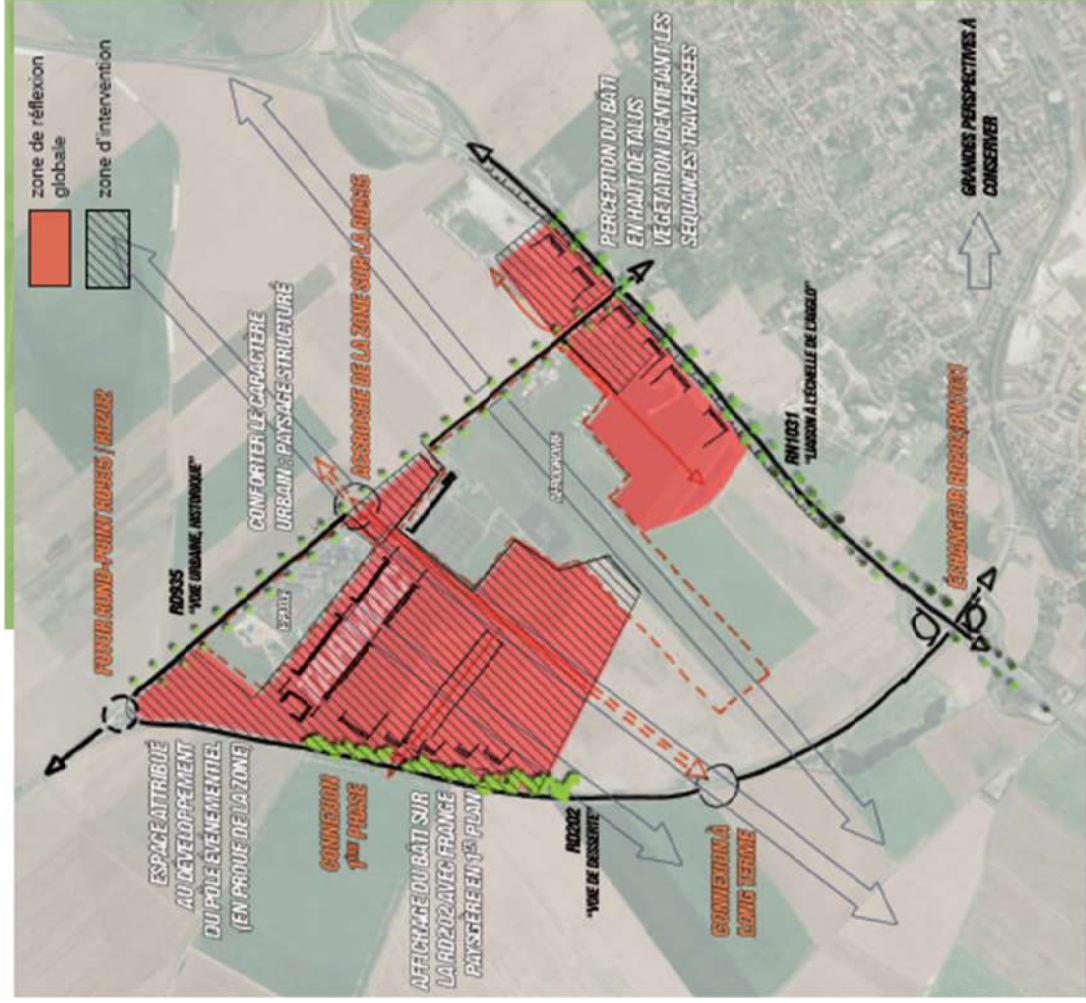 zone de réflexion
globale
zone d'intervention
FUTUR ROND-POINT RD935 / RD202
RD935
"VOIE URBAINE, HISTORIQUE"
CONFORTER LE CARACTÈRE
URBAIN : PAYSAGE STRUCTURÉ
ACCROCHE DE LA ZONE SUR LA RD935
PERCEPTION DU BÂTI
EN HAUT DE TALUS
VÉGÉTATION IDENTIFIANT LES
SÉQUANCES TRAVERSÉES
ESPACE ATTRIBUÉ
AU DÉVELOPPEMENT
DU PÔLE ÉVÉNEMENTIEL
(EN PROUE DE LA ZONE)
CONNEXION
1ère PHASE
AÉRODROME
AFFICHAGE DU BÂTI SUR
LA RD202 AVEC FRANGE
PAYSGÈRE EN 1er PLAN
RD202
"VOIE DE DESSERTE"
CONNEXION À
LONG TERME
RN1031
"LIAISON À L'ÉCHELLE DE L'AGGLO"
GRANDES PERSPECTIVES À
CONSERVER